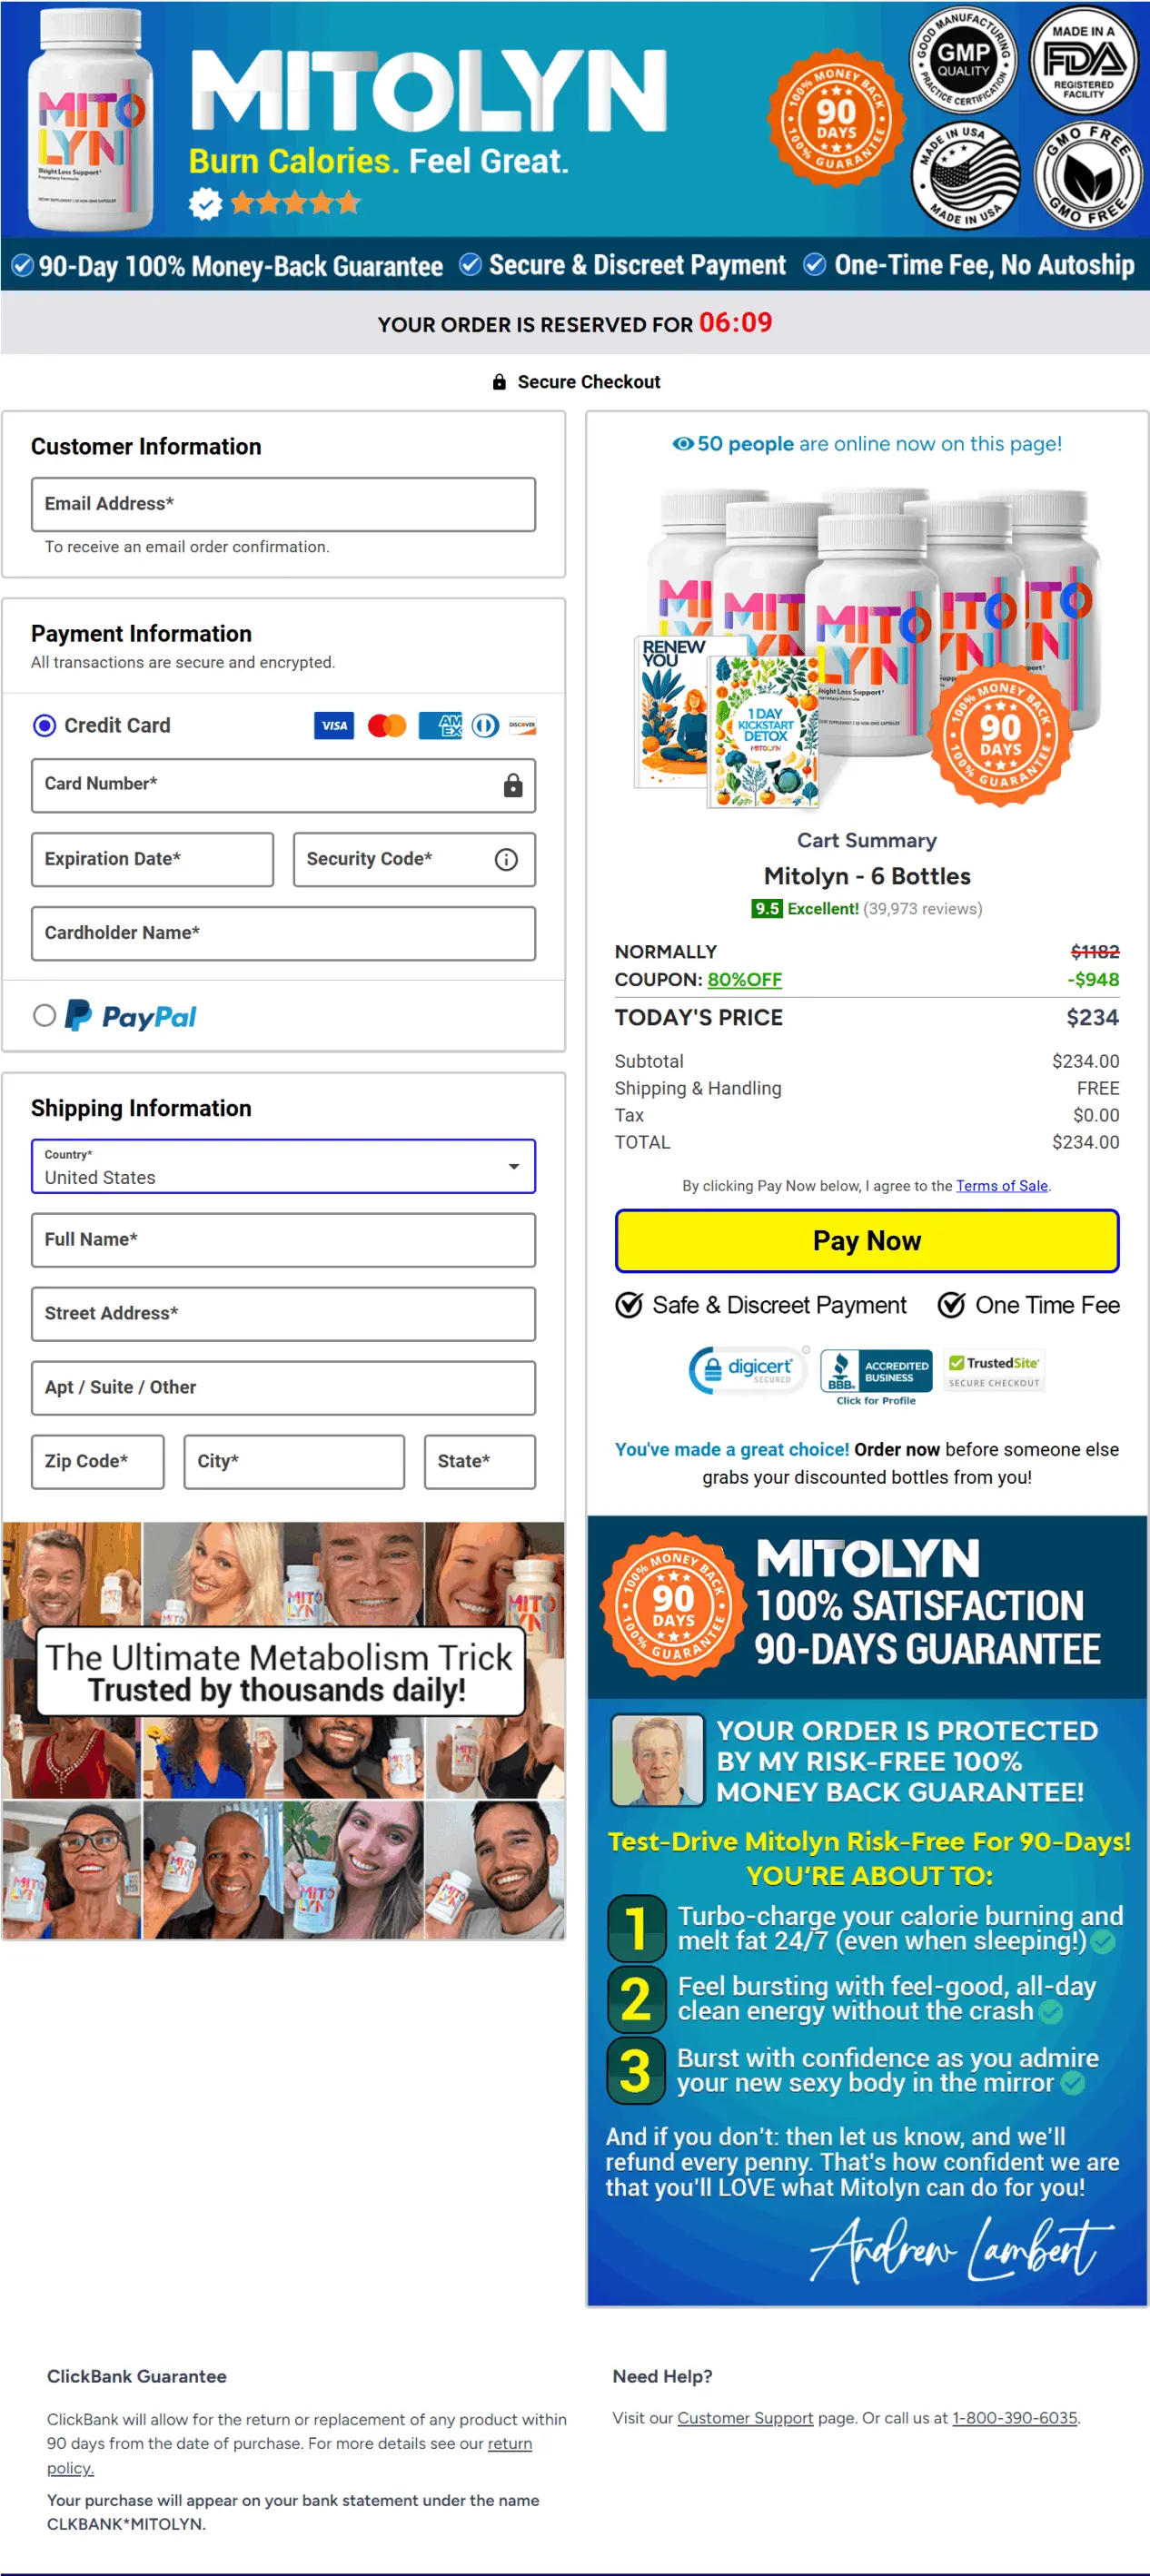 MITO
LYN
Weight Loss Support*
Proprietary Formula
MITOLYN
Burn Calories. Feel Great.
100% MONEY BACK
90
DAYS
100% GUARANTEE
GOOD MANUFACTURING
GMP
QUALITY
PRACTICE CERTIFICATION
MADE IN A
FDA
REGISTERED
FACILITY
MADE IN USA
MADE IN USA
GMO FREE
GMO FREE
90-Day 100% Money-Back Guarantee
Secure & Discreet Payment
One-Time Fee, No Autoship
YOUR ORDER IS RESERVED FOR 06:09
Secure Checkout
Customer Information
Email Address*
To receive an email order confirmation.
Payment Information
All transactions are secure and encrypted.
Credit Card
VISA
AM
EX
DISCOVER
Card Number*
Expiration Date*
Security Code*
Cardholder Name*
PayPal
Shipping Information
Country*
United States
Full Name*
Street Address*
Apt / Suite / Other
Zip Code*
City*
State*
The Ultimate Metabolism Trick
Trusted by thousands daily!
50 people are online now on this page!
MITO
LYN
Weight Loss Support*
RENEW
YOU
1 DAY
KICKSTART
DETOX
MITOLYN
100% MONEY BACK
90
DAYS
100% GUARANTEE
Cart Summary
Mitolyn - 6 Bottles
9.5 Excellent! (39,973 reviews)
NORMALLY $1182
COUPON: 80%OFF -$948
TODAY'S PRICE $234
Subtotal $234.00
Shipping & Handling FREE
Tax $0.00
TOTAL $234.00
By clicking Pay Now below, I agree to the Terms of Sale.
Pay Now
Safe & Discreet Payment
One Time Fee
digicert
SECURED
BBB
ACCREDITED
BUSINESS
Click for Profile
TrustedSite
SECURE CHECKOUT
You've made a great choice! Order now before someone else
grabs your discounted bottles from you!
100% MONEY BACK
90
DAYS
100% GUARANTEE
MITOLYN
100% SATISFACTION
90-DAYS GUARANTEE
YOUR ORDER IS PROTECTED
BY MY RISK-FREE 100%
MONEY BACK GUARANTEE!
Test-Drive Mitolyn Risk-Free For 90-Days!
YOU'RE ABOUT TO:
1 Turbo-charge your calorie burning and
melt fat 24/7 (even when sleeping!)
2 Feel bursting with feel-good, all-day
clean energy without the crash
3 Burst with confidence as you admire
your new sexy body in the mirror
And if you don't: then let us know, and we'll
refund every penny. That's how confident we are
that you'll LOVE what Mitolyn can do for you!
Andrew Lambert
ClickBank Guarantee
ClickBank will allow for the return or replacement of any product within
90 days from the date of purchase. For more details see our return
policy.
Your purchase will appear on your bank statement under the name
CLKBANK*MITOLYN.
Need Help?
Visit our Customer Support page. Or call us at 1-800-390-6035.